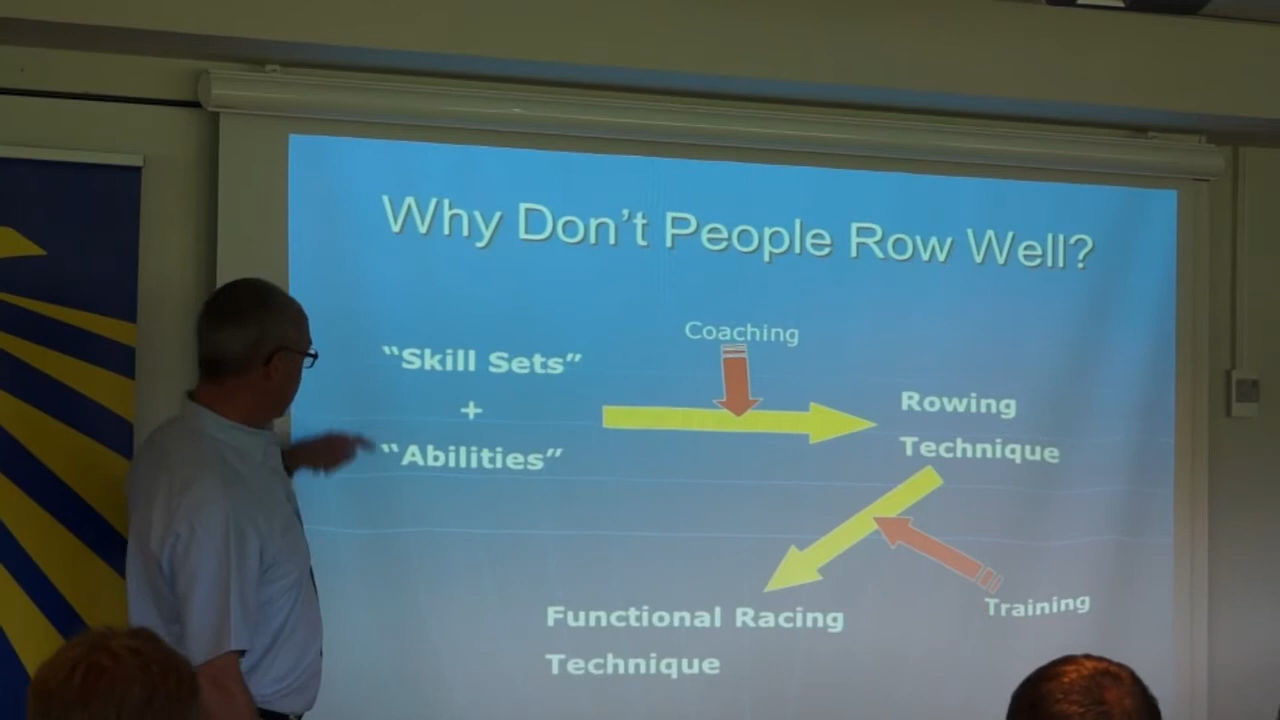 Why Don't People Row Well?
Coaching
“Skill Sets”
+
“Abilities”
Rowing
Technique
Training
Functional Racing
Technique